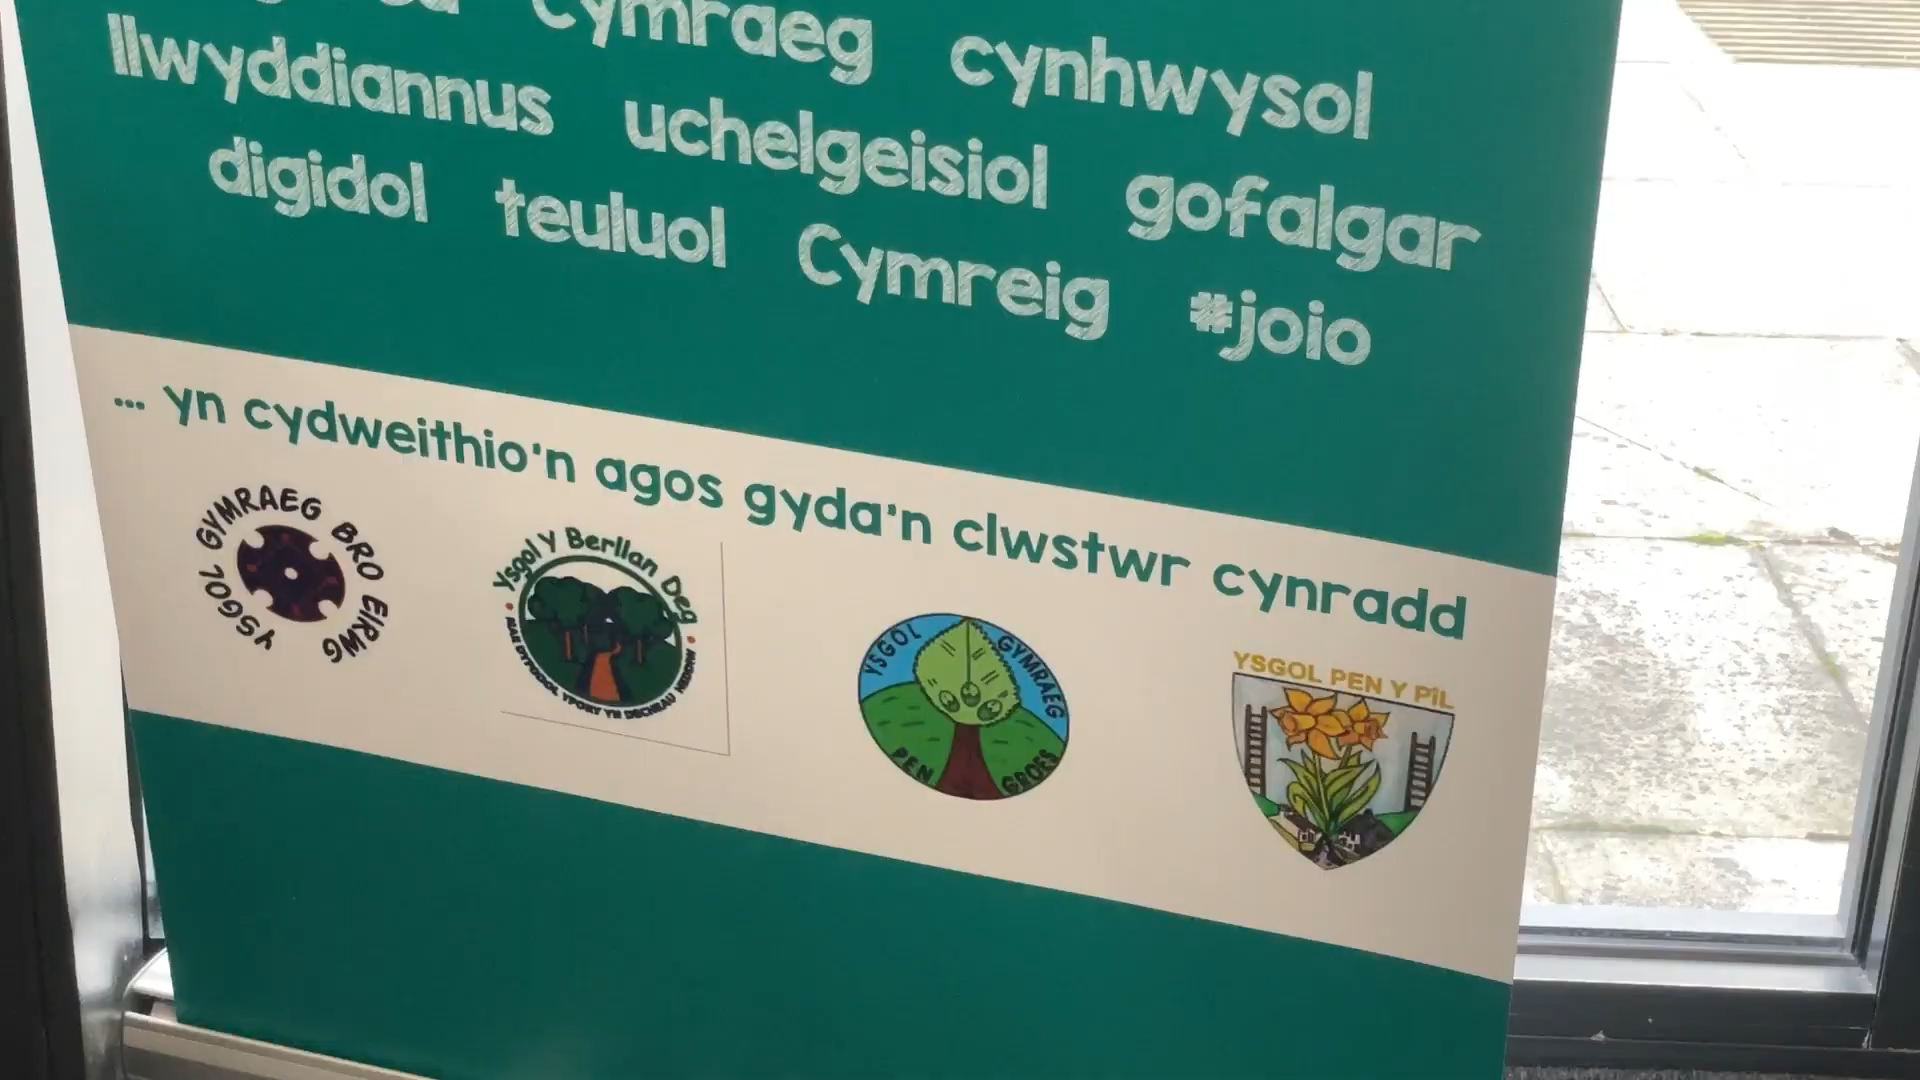 Cymraeg cynhwysol
llwyddiannus uchelgeisiol gofalgar
digidol teuluol Cymreig #joio
... yn cydweithio'n agos gyda'n clwstwr cynradd
YSGOL GYMRAEG BRO EIRWG
Ysgol Y Berllan Deg
YSGOL GYMRAEG
PEN GROES
YSGOL PEN Y PîL